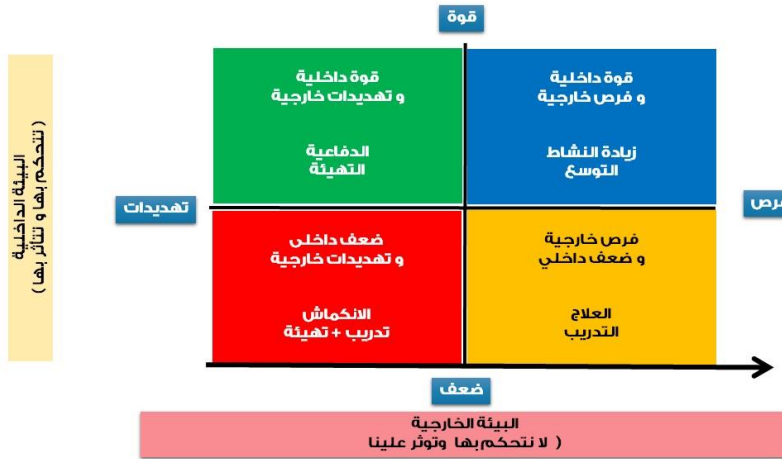 قوة
قوة داخلية
و فرص خارجية
زيادة النشاط
التوسع
قوة داخلية
و تهديدات خارجية
الدفاعية
التهيئة
البيئة الداخلية
(نتحكم بها و نتأثر بها )
فرص
تهديدات
فرص خارجية
و ضعف داخلي
العلاج
التدريب
ضعف داخلى
و تهديدات خارجية
الانكماش
تدريب + تهيئة
ضعف
البيئة الخارجية
( لا نتحكم بها وتوثر علينا